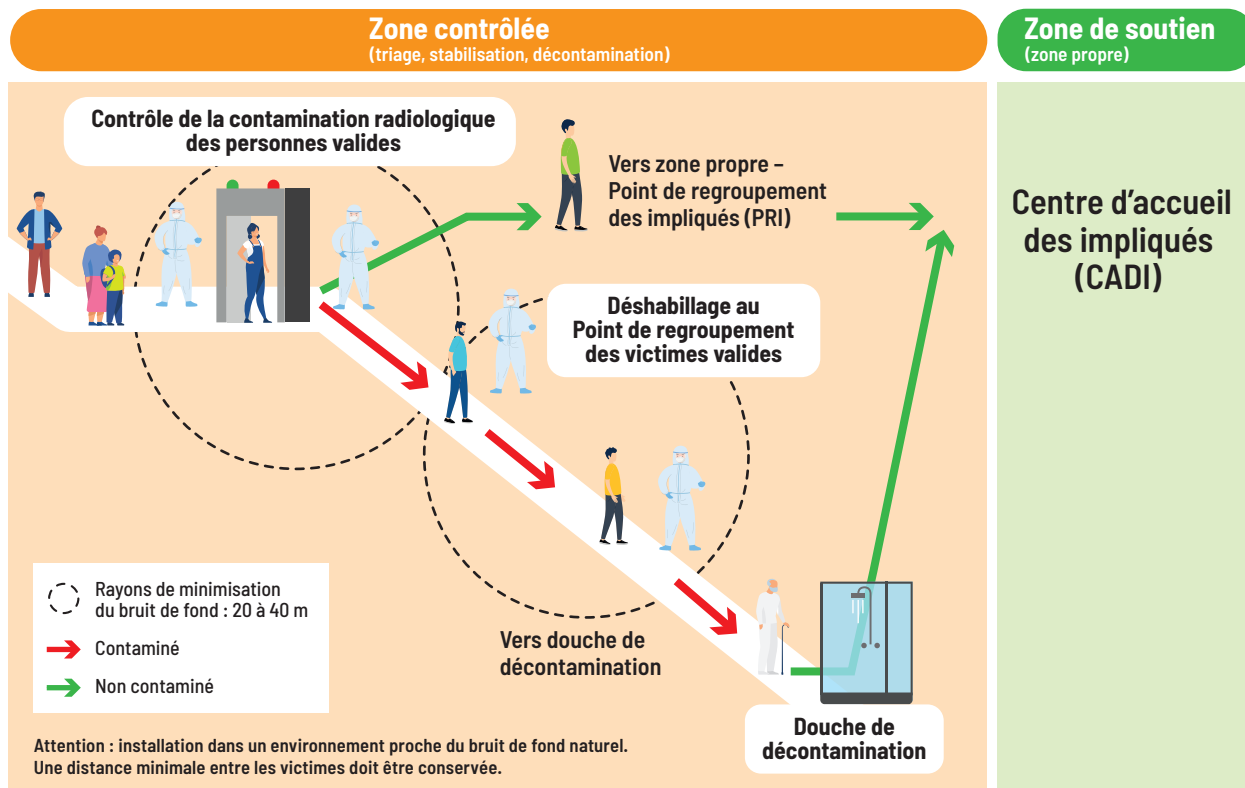 Zone contrôlée
(triage, stabilisation, décontamination)
Zone de soutien
(zone propre)
Contrôle de la contamination radiologique
des personnes valides
Vers zone propre –
Point de regroupement
des impliqués (PRI)
Centre d’accueil
des impliqués
(CADI)
Déshabillage au
Point de regroupement
des victimes valides
Rayons de minimisation
du bruit de fond : 20 à 40 m
Contaminé
Non contaminé
Vers douche de
décontamination
Douche de
décontamination
Attention : installation dans un environnement proche du bruit de fond naturel.
Une distance minimale entre les victimes doit être conservée.